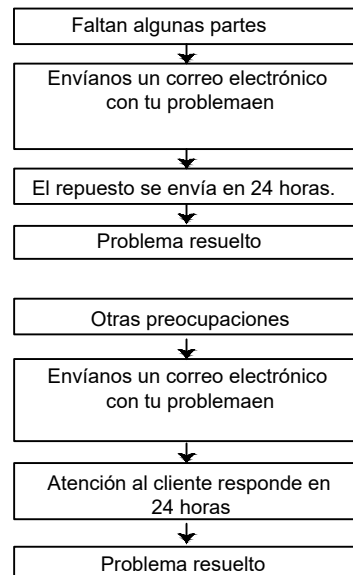 Faltan algunas partes
Envíanos un correo electrónico
con tu problemaen
El repuesto se envía en 24 horas.
Problema resuelto
Otras preocupaciones
Envíanos un correo electrónico
con tu problemaen
Atención al cliente responde en
24 horas
Problema resuelto